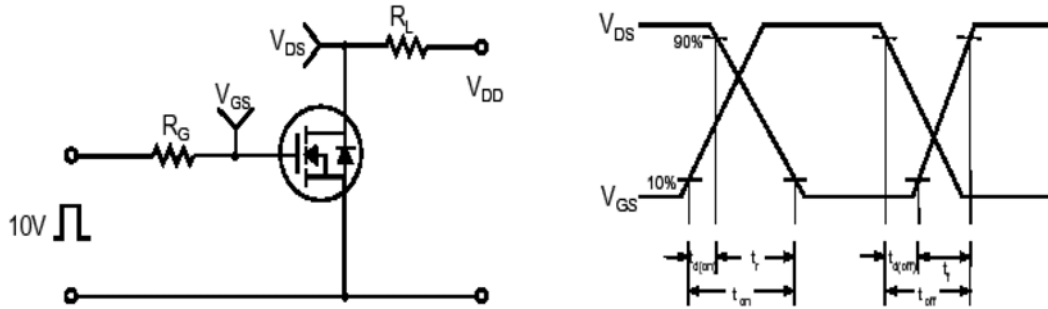 V_DS
R_L
V_DD
V_GS
R_G
10V
V_DS
90%
V_GS
10%
t_d(on)
t_r
t_d(off)
t_f
t_on
t_off